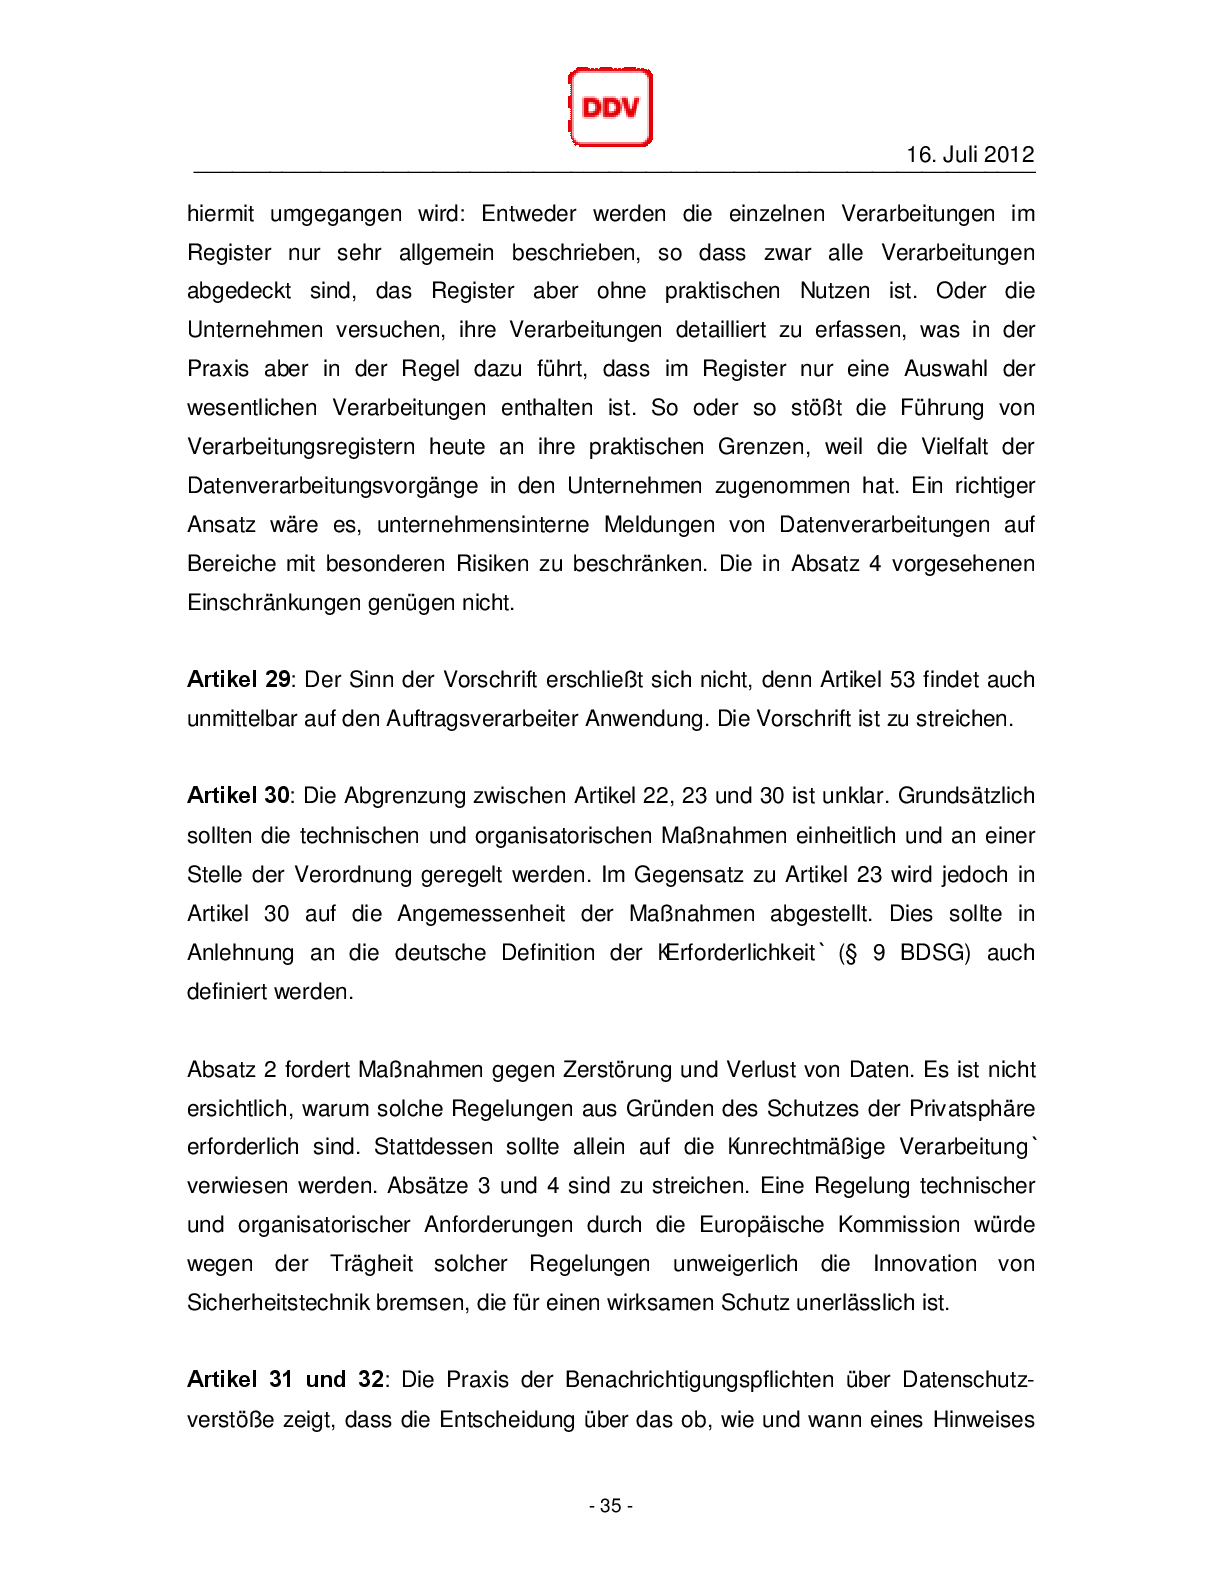 DDV
16. Juli 2012
hiermit umgegangen wird: Entweder werden die einzelnen Verarbeitungen im
Register nur sehr allgemein beschrieben, so dass zwar alle Verarbeitungen
abgedeckt sind, das Register aber ohne praktischen Nutzen ist. Oder die
Unternehmen versuchen, ihre Verarbeitungen detailliert zu erfassen, was in der
Praxis aber in der Regel dazu führt, dass im Register nur eine Auswahl der
wesentlichen Verarbeitungen enthalten ist. So oder so stößt die Führung von
Verarbeitungsregistern heute an ihre praktischen Grenzen, weil die Vielfalt der
Datenverarbeitungsvorgänge in den Unternehmen zugenommen hat. Ein richtiger
Ansatz wäre es, unternehmensinterne Meldungen von Datenverarbeitungen auf
Bereiche mit besonderen Risiken zu beschränken. Die in Absatz 4 vorgesehenen
Einschränkungen genügen nicht.
Artikel 29: Der Sinn der Vorschrift erschließt sich nicht, denn Artikel 53 findet auch
unmittelbar auf den Auftragsverarbeiter Anwendung. Die Vorschrift ist zu streichen.
Artikel 30: Die Abgrenzung zwischen Artikel 22, 23 und 30 ist unklar. Grundsätzlich
sollten die technischen und organisatorischen Maßnahmen einheitlich und an einer
Stelle der Verordnung geregelt werden. Im Gegensatz zu Artikel 23 wird jedoch in
Artikel 30 auf die Angemessenheit der Maßnahmen abgestellt. Dies sollte in
Anlehnung an die deutsche Definition der KErforderlichkeit` (§ 9 BDSG) auch
definiert werden.
Absatz 2 fordert Maßnahmen gegen Zerstörung und Verlust von Daten. Es ist nicht
ersichtlich, warum solche Regelungen aus Gründen des Schutzes der Privatsphäre
erforderlich sind. Stattdessen sollte allein auf die Kunrechtmäßige Verarbeitung`
verwiesen werden. Absätze 3 und 4 sind zu streichen. Eine Regelung technischer
und organisatorischer Anforderungen durch die Europäische Kommission würde
wegen der Trägheit solcher Regelungen unweigerlich die Innovation von
Sicherheitstechnik bremsen, die für einen wirksamen Schutz unerlässlich ist.
Artikel 31 und 32: Die Praxis der Benachrichtigungspflichten über Datenschutz-
verstöße zeigt, dass die Entscheidung über das ob, wie und wann eines Hinweises
- 35 -